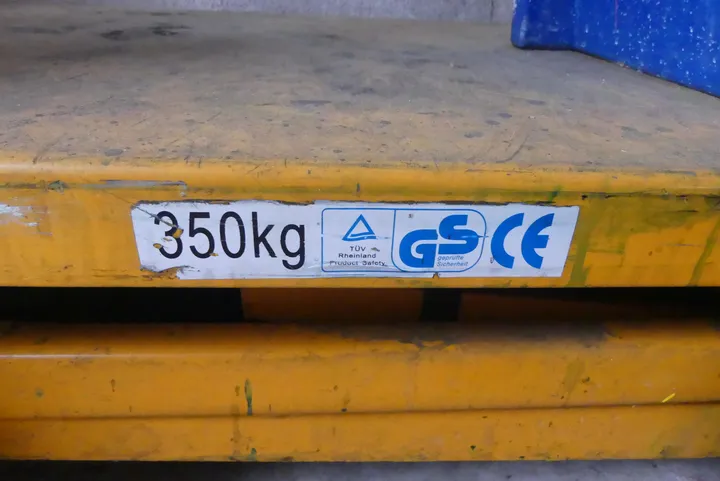 350kg
TÜV
Rheinland
Product Safety
GS
geprüfte
Sicherheit
CE